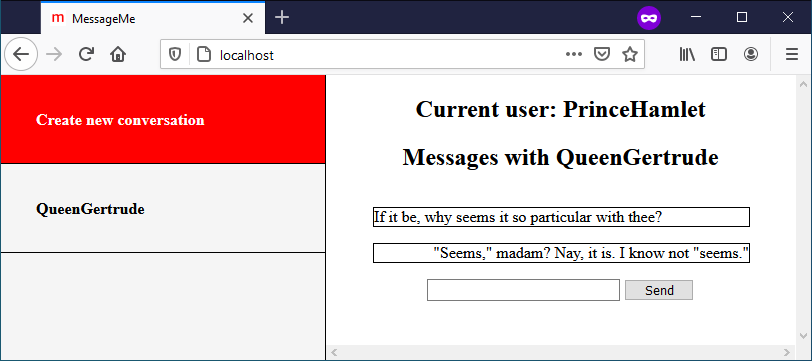 m MessageMe
localhost
Create new conversation
QueenGertrude
Current user: PrinceHamlet
Messages with QueenGertrude
If it be, why seems it so particular with thee?
"Seems," madam? Nay, it is. I know not "seems."
Send